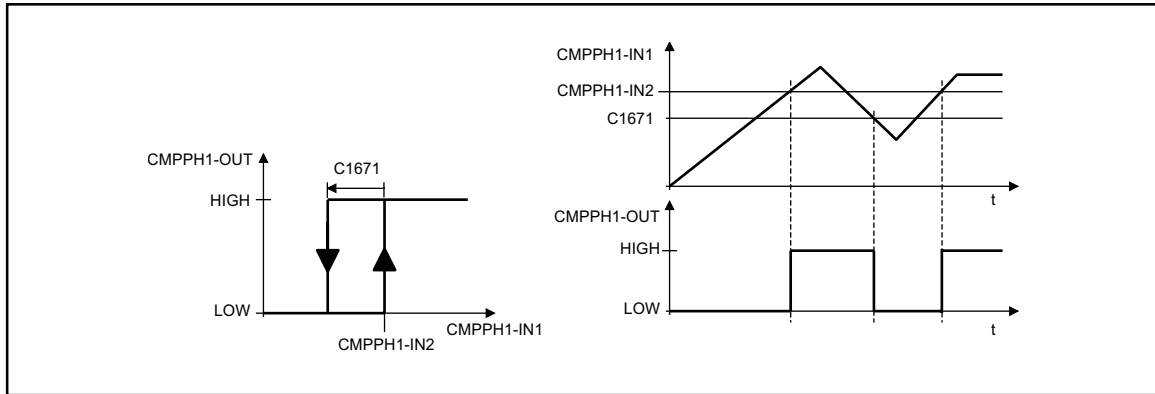 CMPPH1-OUT
C1671
HIGH
LOW
CMPPH1-IN1
CMPPH1-IN2
CMPPH1-IN1
CMPPH1-IN2
C1671
t
CMPPH1-OUT
HIGH
LOW
t